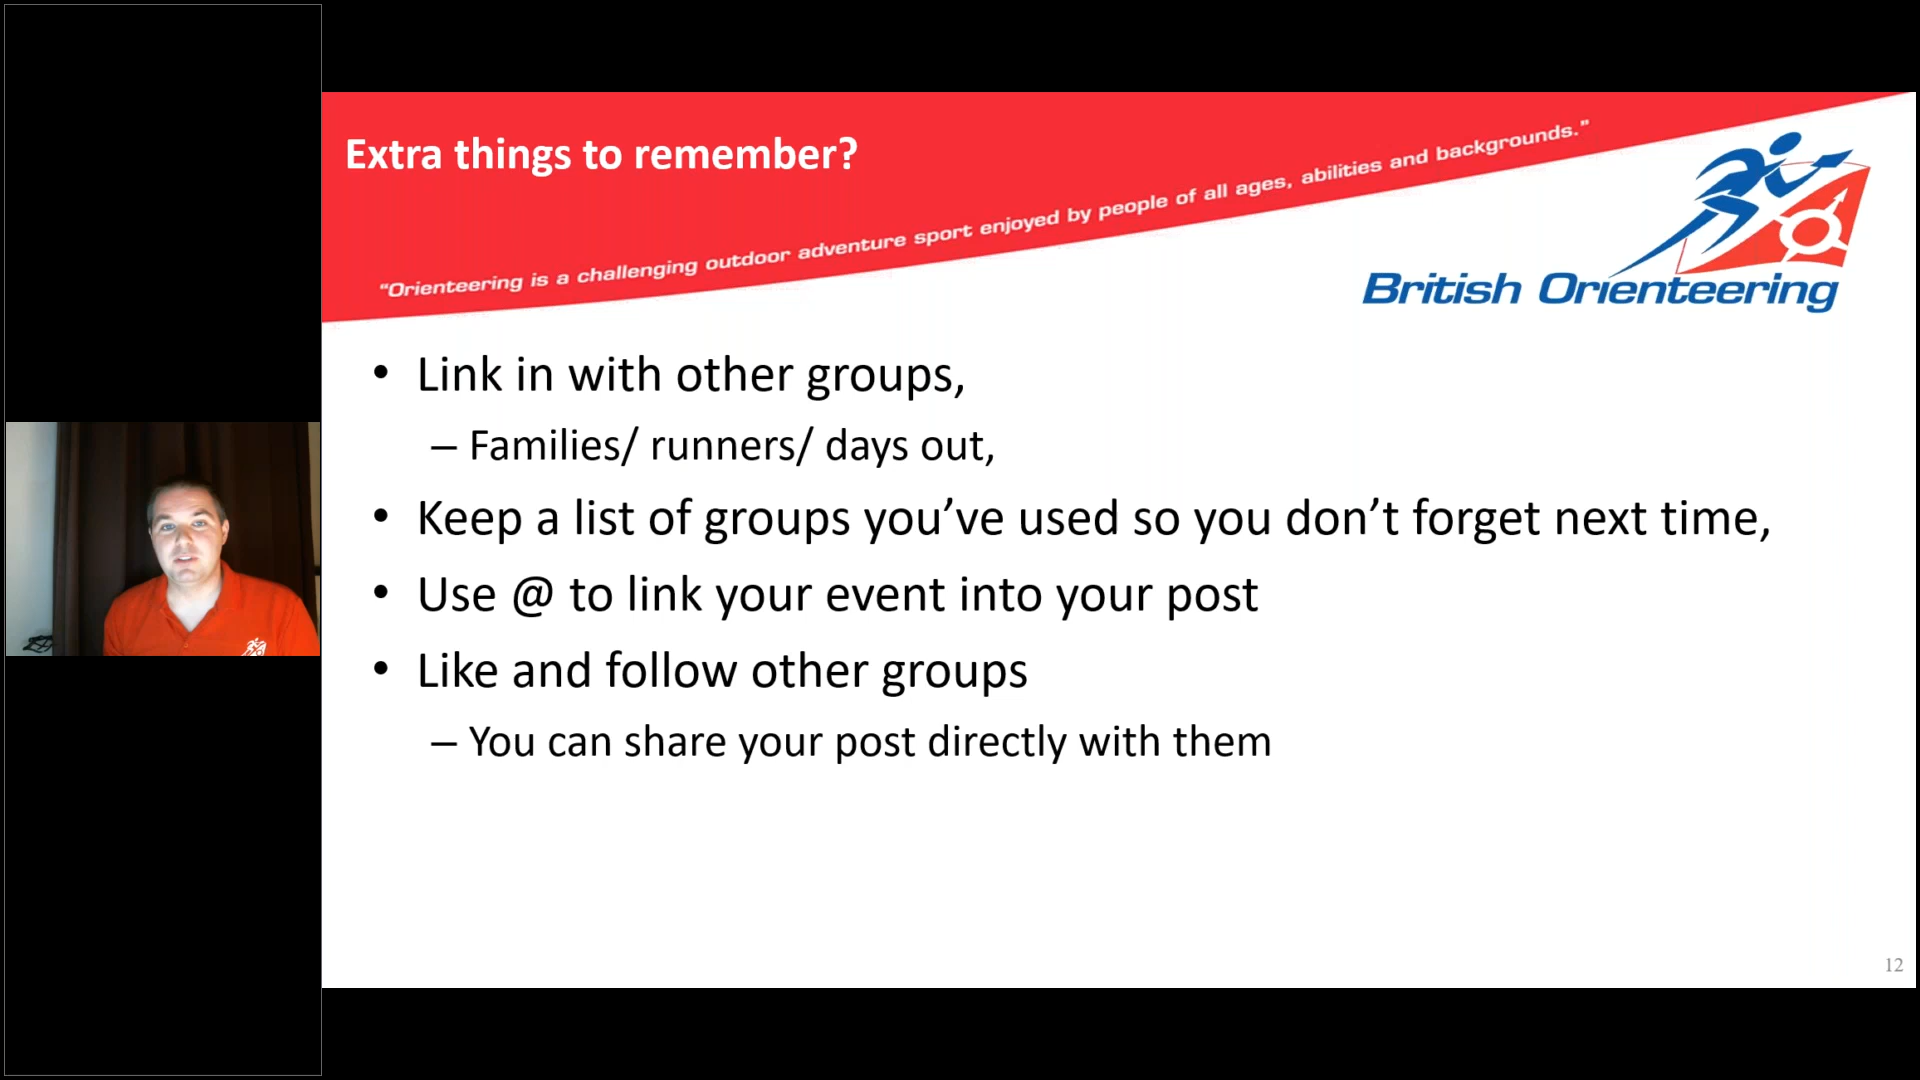 Extra things to remember?
“Orienteering is a challenging outdoor adventure sport enjoyed by people of all ages, abilities and backgrounds.”
British Orienteering
• Link in with other groups,
– Families/ runners/ days out,
• Keep a list of groups you’ve used so you don’t forget next time,
• Use @ to link your event into your post
• Like and follow other groups
– You can share your post directly with them
12